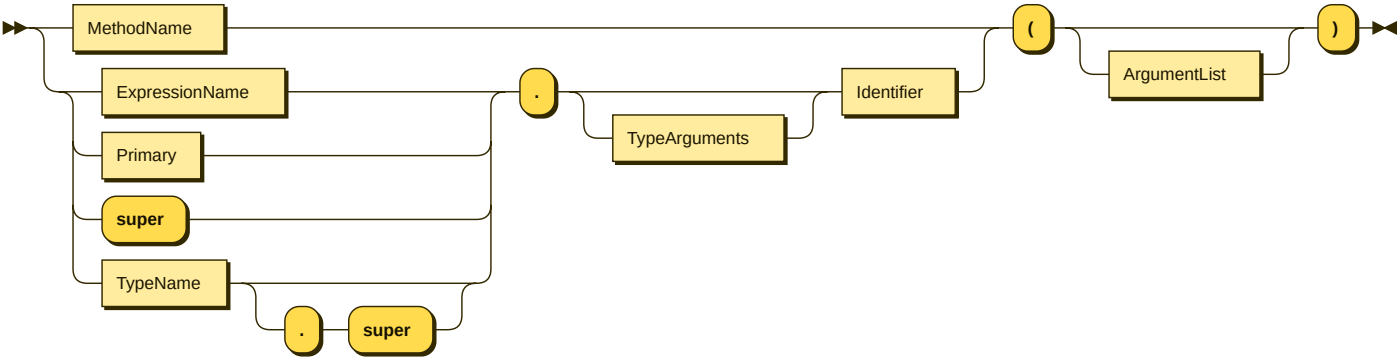 MethodName ( )
ExpressionName . Identifier ArgumentList
TypeArguments
Primary
super
TypeName
. super